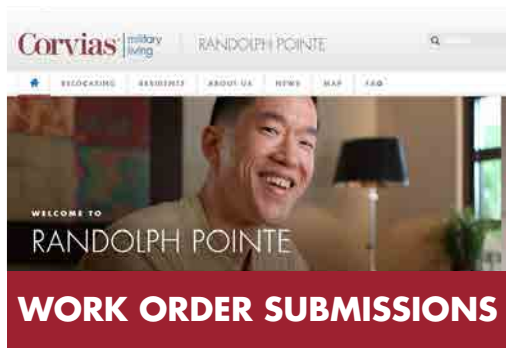 Corvias military living RANDOLPH POINTE
RELOCATING RESIDENTS ABOUT US NEWS MAP FAQ
WELCOME TO
RANDOLPH POINTE
WORK ORDER SUBMISSIONS